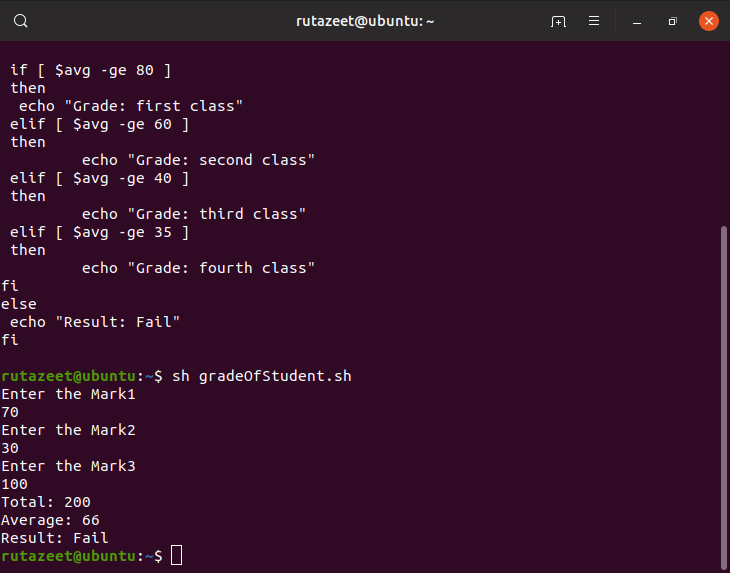 rutazeet@ubuntu: ~
if [ $avg -ge 80 ]
then
echo "Grade: first class"
elif [ $avg -ge 60 ]
then
echo "Grade: second class"
elif [ $avg -ge 40 ]
then
echo "Grade: third class"
elif [ $avg -ge 35 ]
then
echo "Grade: fourth class"
fi
else
echo "Result: Fail"
fi
rutazeet@ubuntu:~$ sh gradeOfStudent.sh
Enter the Mark1
70
Enter the Mark2
30
Enter the Mark3
100
Total: 200
Average: 66
Result: Fail
rutazeet@ubuntu:~$